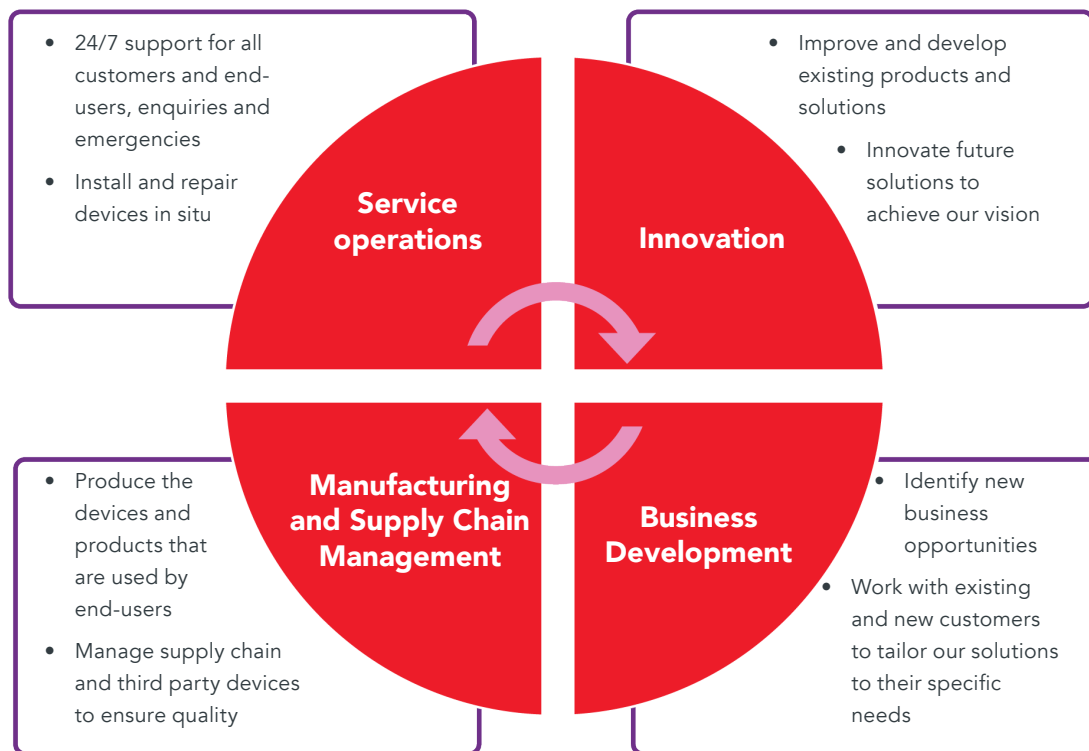 • 24/7 support for all
customers and end-
users, enquiries and
emergencies
• Install and repair
devices in situ
Service
operations
• Improve and develop
existing products and
solutions
• Innovate future
solutions to
achieve our vision
Innovation
• Produce the
devices and
products that
are used by
end-users
• Manage supply chain
and third party devices
to ensure quality
Manufacturing
and Supply Chain
Management
Business
Development
• Identify new
business
opportunities
• Work with existing
and new customers
to tailor our solutions
to their specific
needs